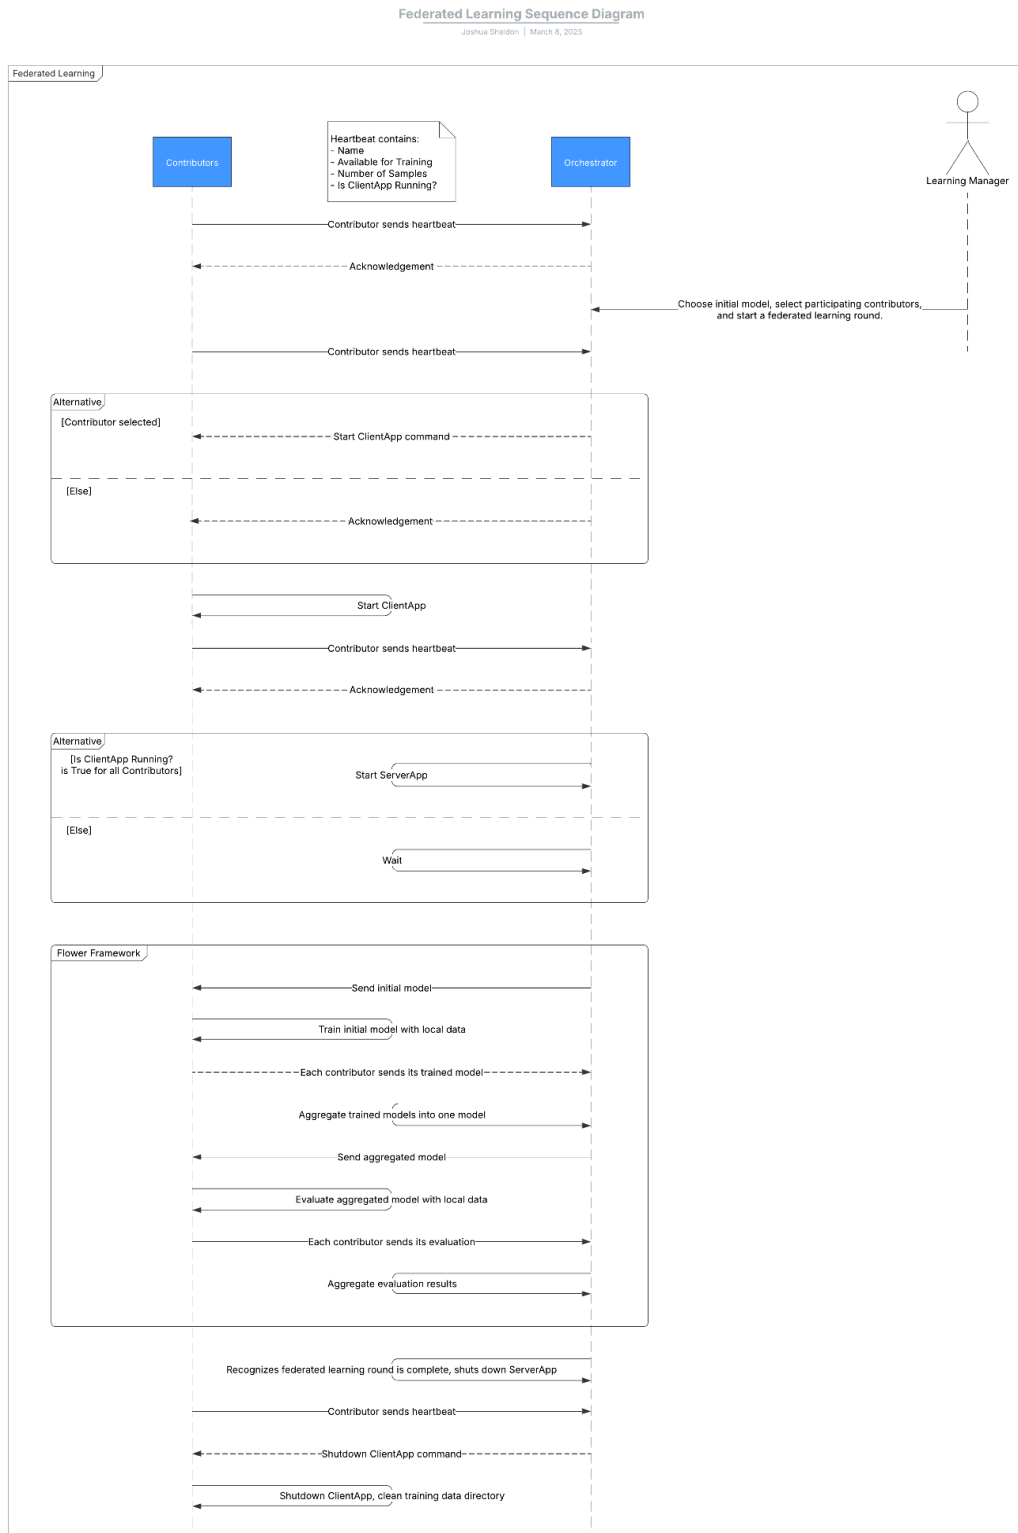 Federated Learning Sequence Diagram
Joshua Sheldon | March 8, 2025
Federated Learning
Heartbeat contains:
- Name
- Available for Training
- Number of Samples
- Is ClientApp Running?
Contributors
Orchestrator
Learning Manager
Contributor sends heartbeat
Acknowledgement
Choose initial model, select participating contributors,
and start a federated learning round.
Contributor sends heartbeat
Alternative
[Contributor selected]
Start ClientApp command
[Else]
Acknowledgement
Start ClientApp
Contributor sends heartbeat
Acknowledgement
Alternative
[Is ClientApp Running?
is True for all Contributors]
Start ServerApp
[Else]
Wait
Flower Framework
Send initial model
Train initial model with local data
Each contributor sends its trained model
Aggregate trained models into one model
Send aggregated model
Evaluate aggregated model with local data
Each contributor sends its evaluation
Aggregate evaluation results
Recognizes federated learning round is complete, shuts down ServerApp
Contributor sends heartbeat
Shutdown ClientApp command
Shutdown ClientApp, clean training data directory